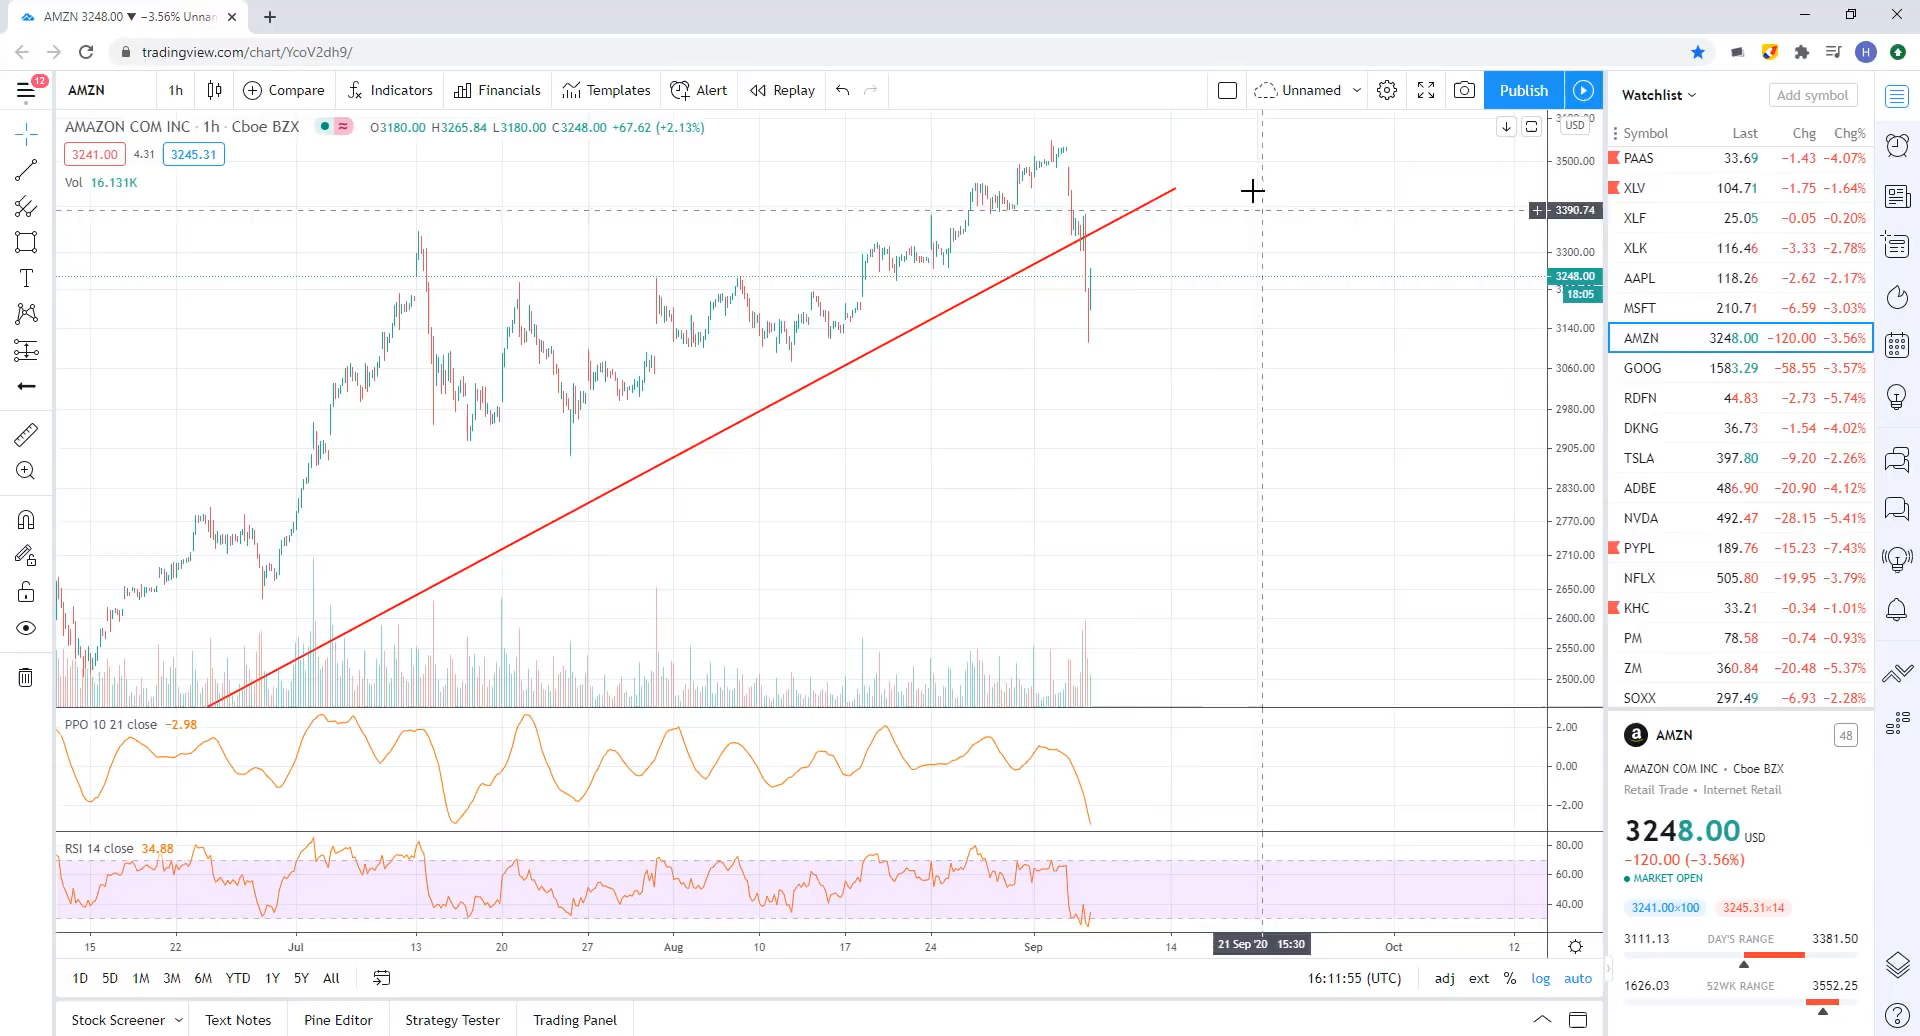 AMZN 3248.00 ▼ −3.56% Unnar
tradingview.com/chart/YcoV2dh9/
H
12
AMZN 1h Compare Indicators Financials Templates Alert Replay Unnamed Publish
AMAZON COM INC · 1h · Cboe BZX O3180.00 H3265.84 L3180.00 C3248.00 +67.62 (+2.13%)
3241.00 4.31 3245.31
Vol 16.131K
USD
3500.00
3390.74
3300.00
3248.00
18:05
3140.00
3060.00
2980.00
2905.00
2830.00
2770.00
2710.00
2650.00
2600.00
2550.00
2500.00
PPO 10 21 close −2.98
2.00
0.00
−2.00
RSI 14 close 34.88
80.00
60.00
40.00
15 22 Jul 13 20 27 Aug 10 17 24 Sep 14 21 Sep '20 15:30 Oct 12
1D 5D 1M 3M 6M YTD 1Y 5Y All 16:11:55 (UTC) adj ext % log auto
Stock Screener Text Notes Pine Editor Strategy Tester Trading Panel
Watchlist Add symbol
Symbol Last Chg Chg%
PAAS 33.69 −1.43 −4.07%
XLV 104.71 −1.75 −1.64%
XLF 25.05 −0.05 −0.20%
XLK 116.46 −3.33 −2.78%
AAPL 118.26 −2.62 −2.17%
MSFT 210.71 −6.59 −3.03%
AMZN 3248.00 −120.00 −3.56%
GOOG 1583.29 −58.55 −3.57%
RDFN 44.83 −2.73 −5.74%
DKNG 36.73 −1.54 −4.02%
TSLA 397.80 −9.20 −2.26%
ADBE 486.90 −20.90 −4.12%
NVDA 492.47 −28.15 −5.41%
PYPL 189.76 −15.23 −7.43%
NFLX 505.80 −19.95 −3.79%
KHC 33.21 −0.34 −1.01%
PM 78.58 −0.74 −0.93%
ZM 360.84 −20.48 −5.37%
SOXX 297.49 −6.93 −2.28%
a AMZN 48
AMAZON COM INC • Cboe BZX
Retail Trade • Internet Retail
3248.00 USD
−120.00 (−3.56%)
MARKET OPEN
3241.00×100 3245.31×14
3111.13 DAY'S RANGE 3381.50
1626.03 52WK RANGE 3552.25